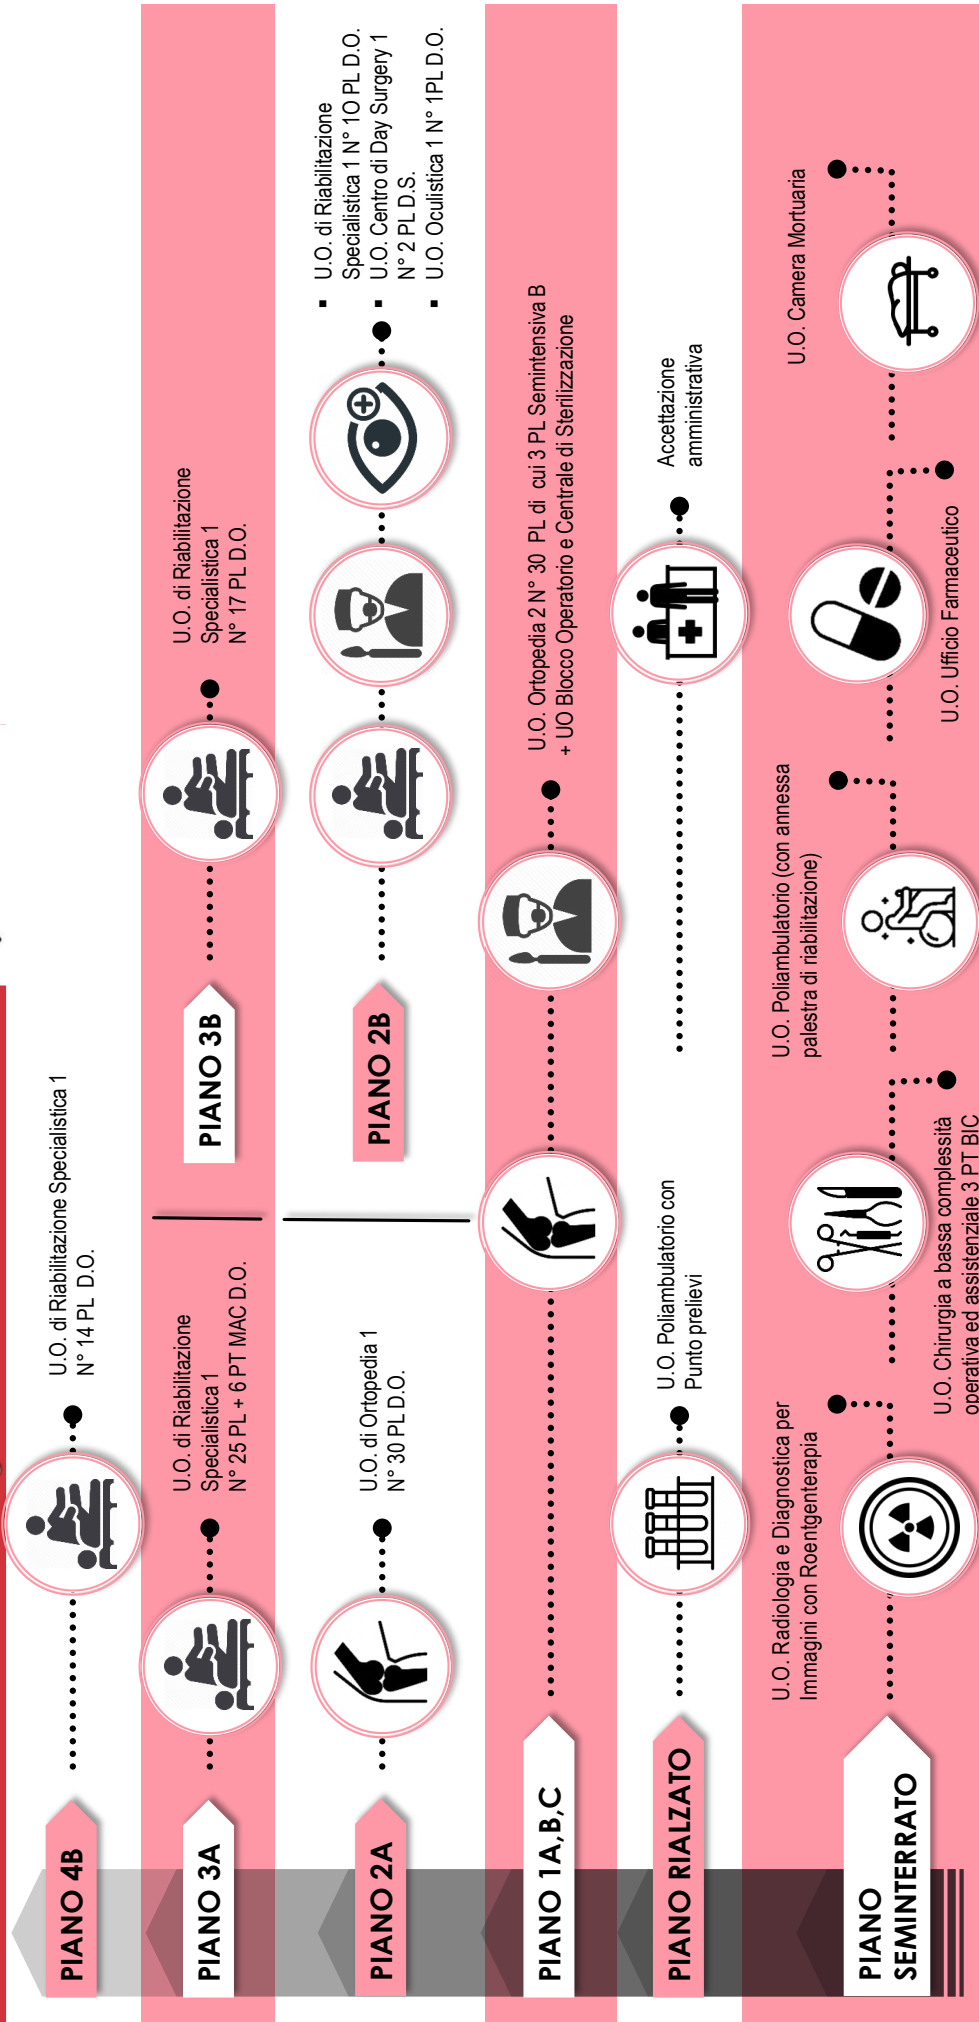 PIANO 4B
U.O. di Riabilitazione Specialistica 1
N° 14 PL D.O.
PIANO 3A
U.O. di Riabilitazione
Specialistica 1
N° 25 PL + 6 PT MAC D.O.
PIANO 3B
U.O. di Riabilitazione
Specialistica 1
N° 17 PL D.O.
PIANO 2A
U.O. di Ortopedia 1
N° 30 PL D.O.
PIANO 2B
▪ U.O. di Riabilitazione
Specialistica 1 N° 10 PL D.O.
▪ U.O. Centro di Day Surgery 1
N° 2 PL D.S.
▪ U.O. Oculistica 1 N° 1PL D.O.
PIANO 1A,B,C
U.O. Ortopedia 2 N° 30 PL di cui 3 PL Semintensiva B
+ UO Blocco Operatorio e Centrale di Sterilizzazione
PIANO RIALZATO
U.O. Poliambulatorio con
Punto prelievi
Accettazione
amministrativa
PIANO
SEMINTERRATO
U.O. Radiologia e Diagnostica per
Immagini con Roentgenterapia
U.O. Chirurgia a bassa complessità
operativa ed assistenziale 3 PT BIC
U.O. Poliambulatorio (con annessa
palestra di riabilitazione)
U.O. Ufficio Farmaceutico
U.O. Camera Mortuaria